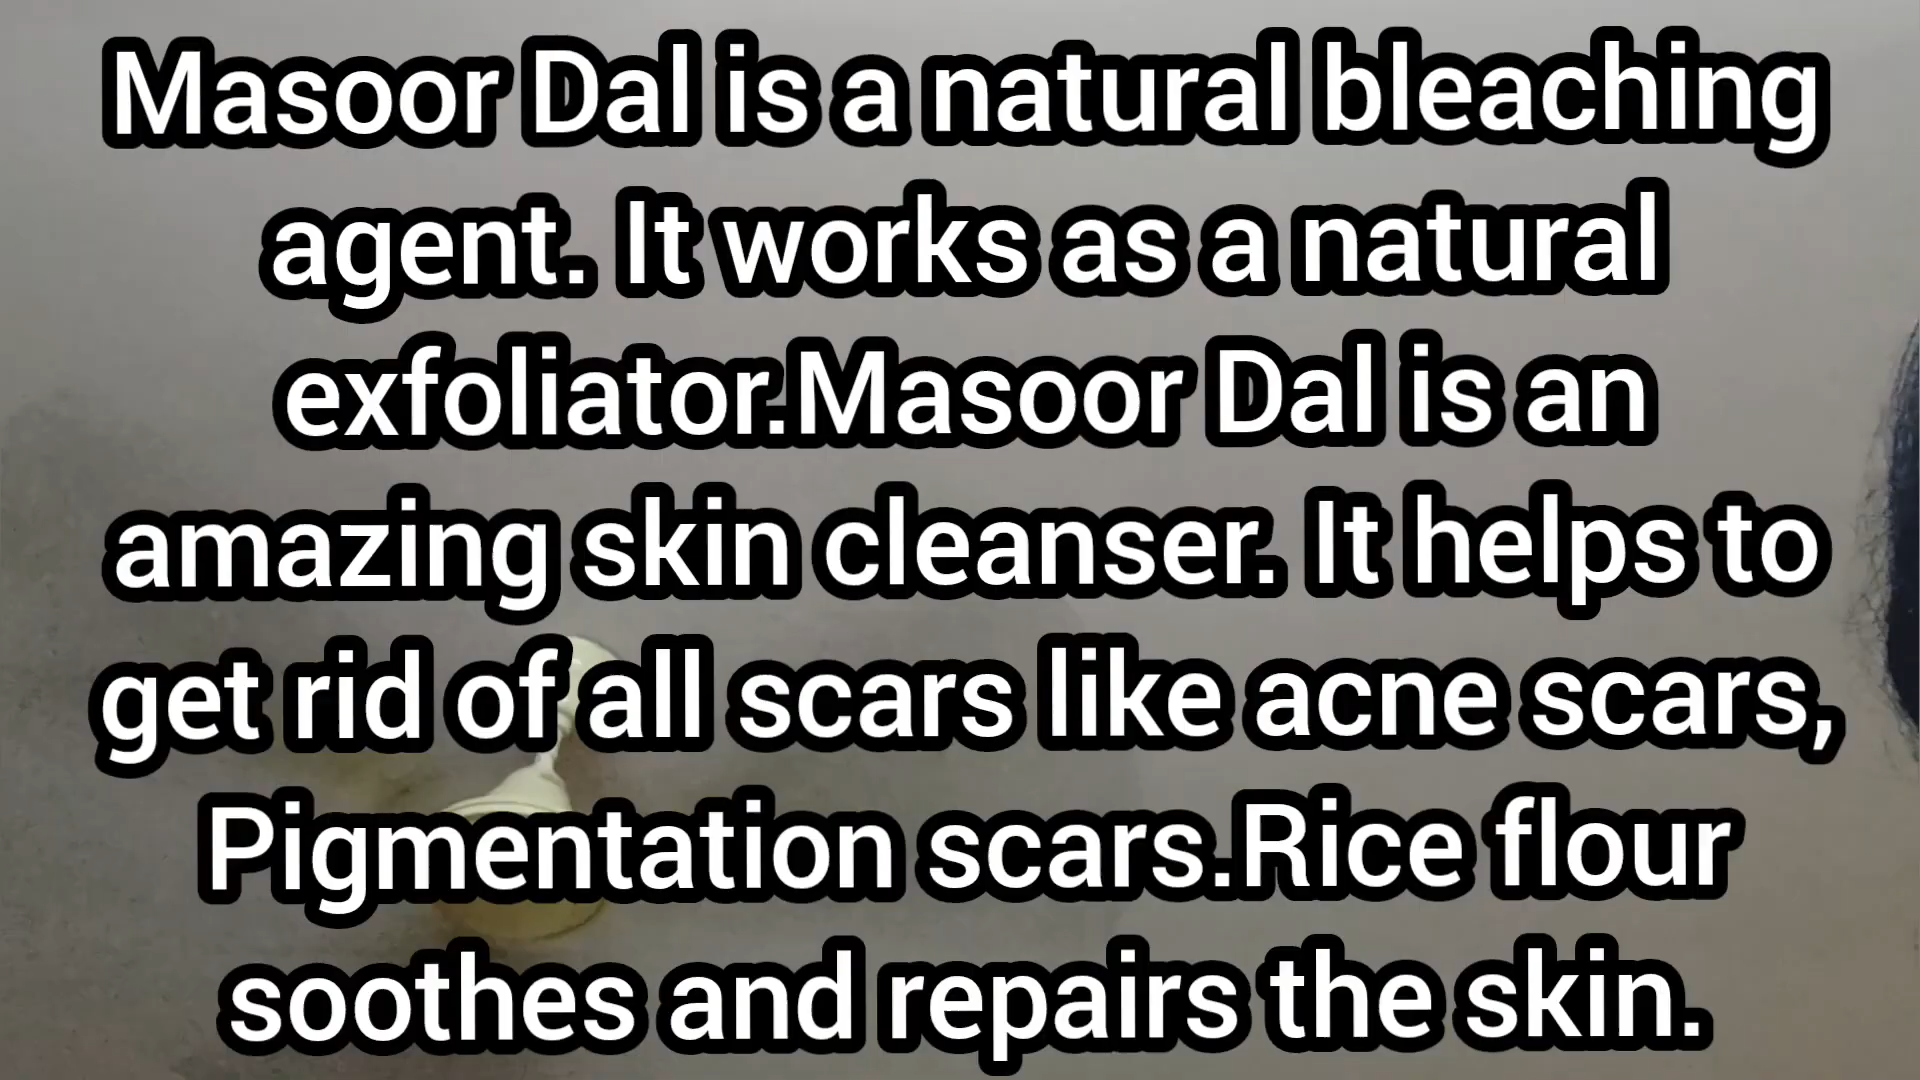 Masoor Dal is a natural bleaching
agent. It works as a natural
exfoliator.Masoor Dal is an
amazing skin cleanser. It helps to
get rid of all scars like acne scars,
Pigmentation scars.Rice flour
soothes and repairs the skin.